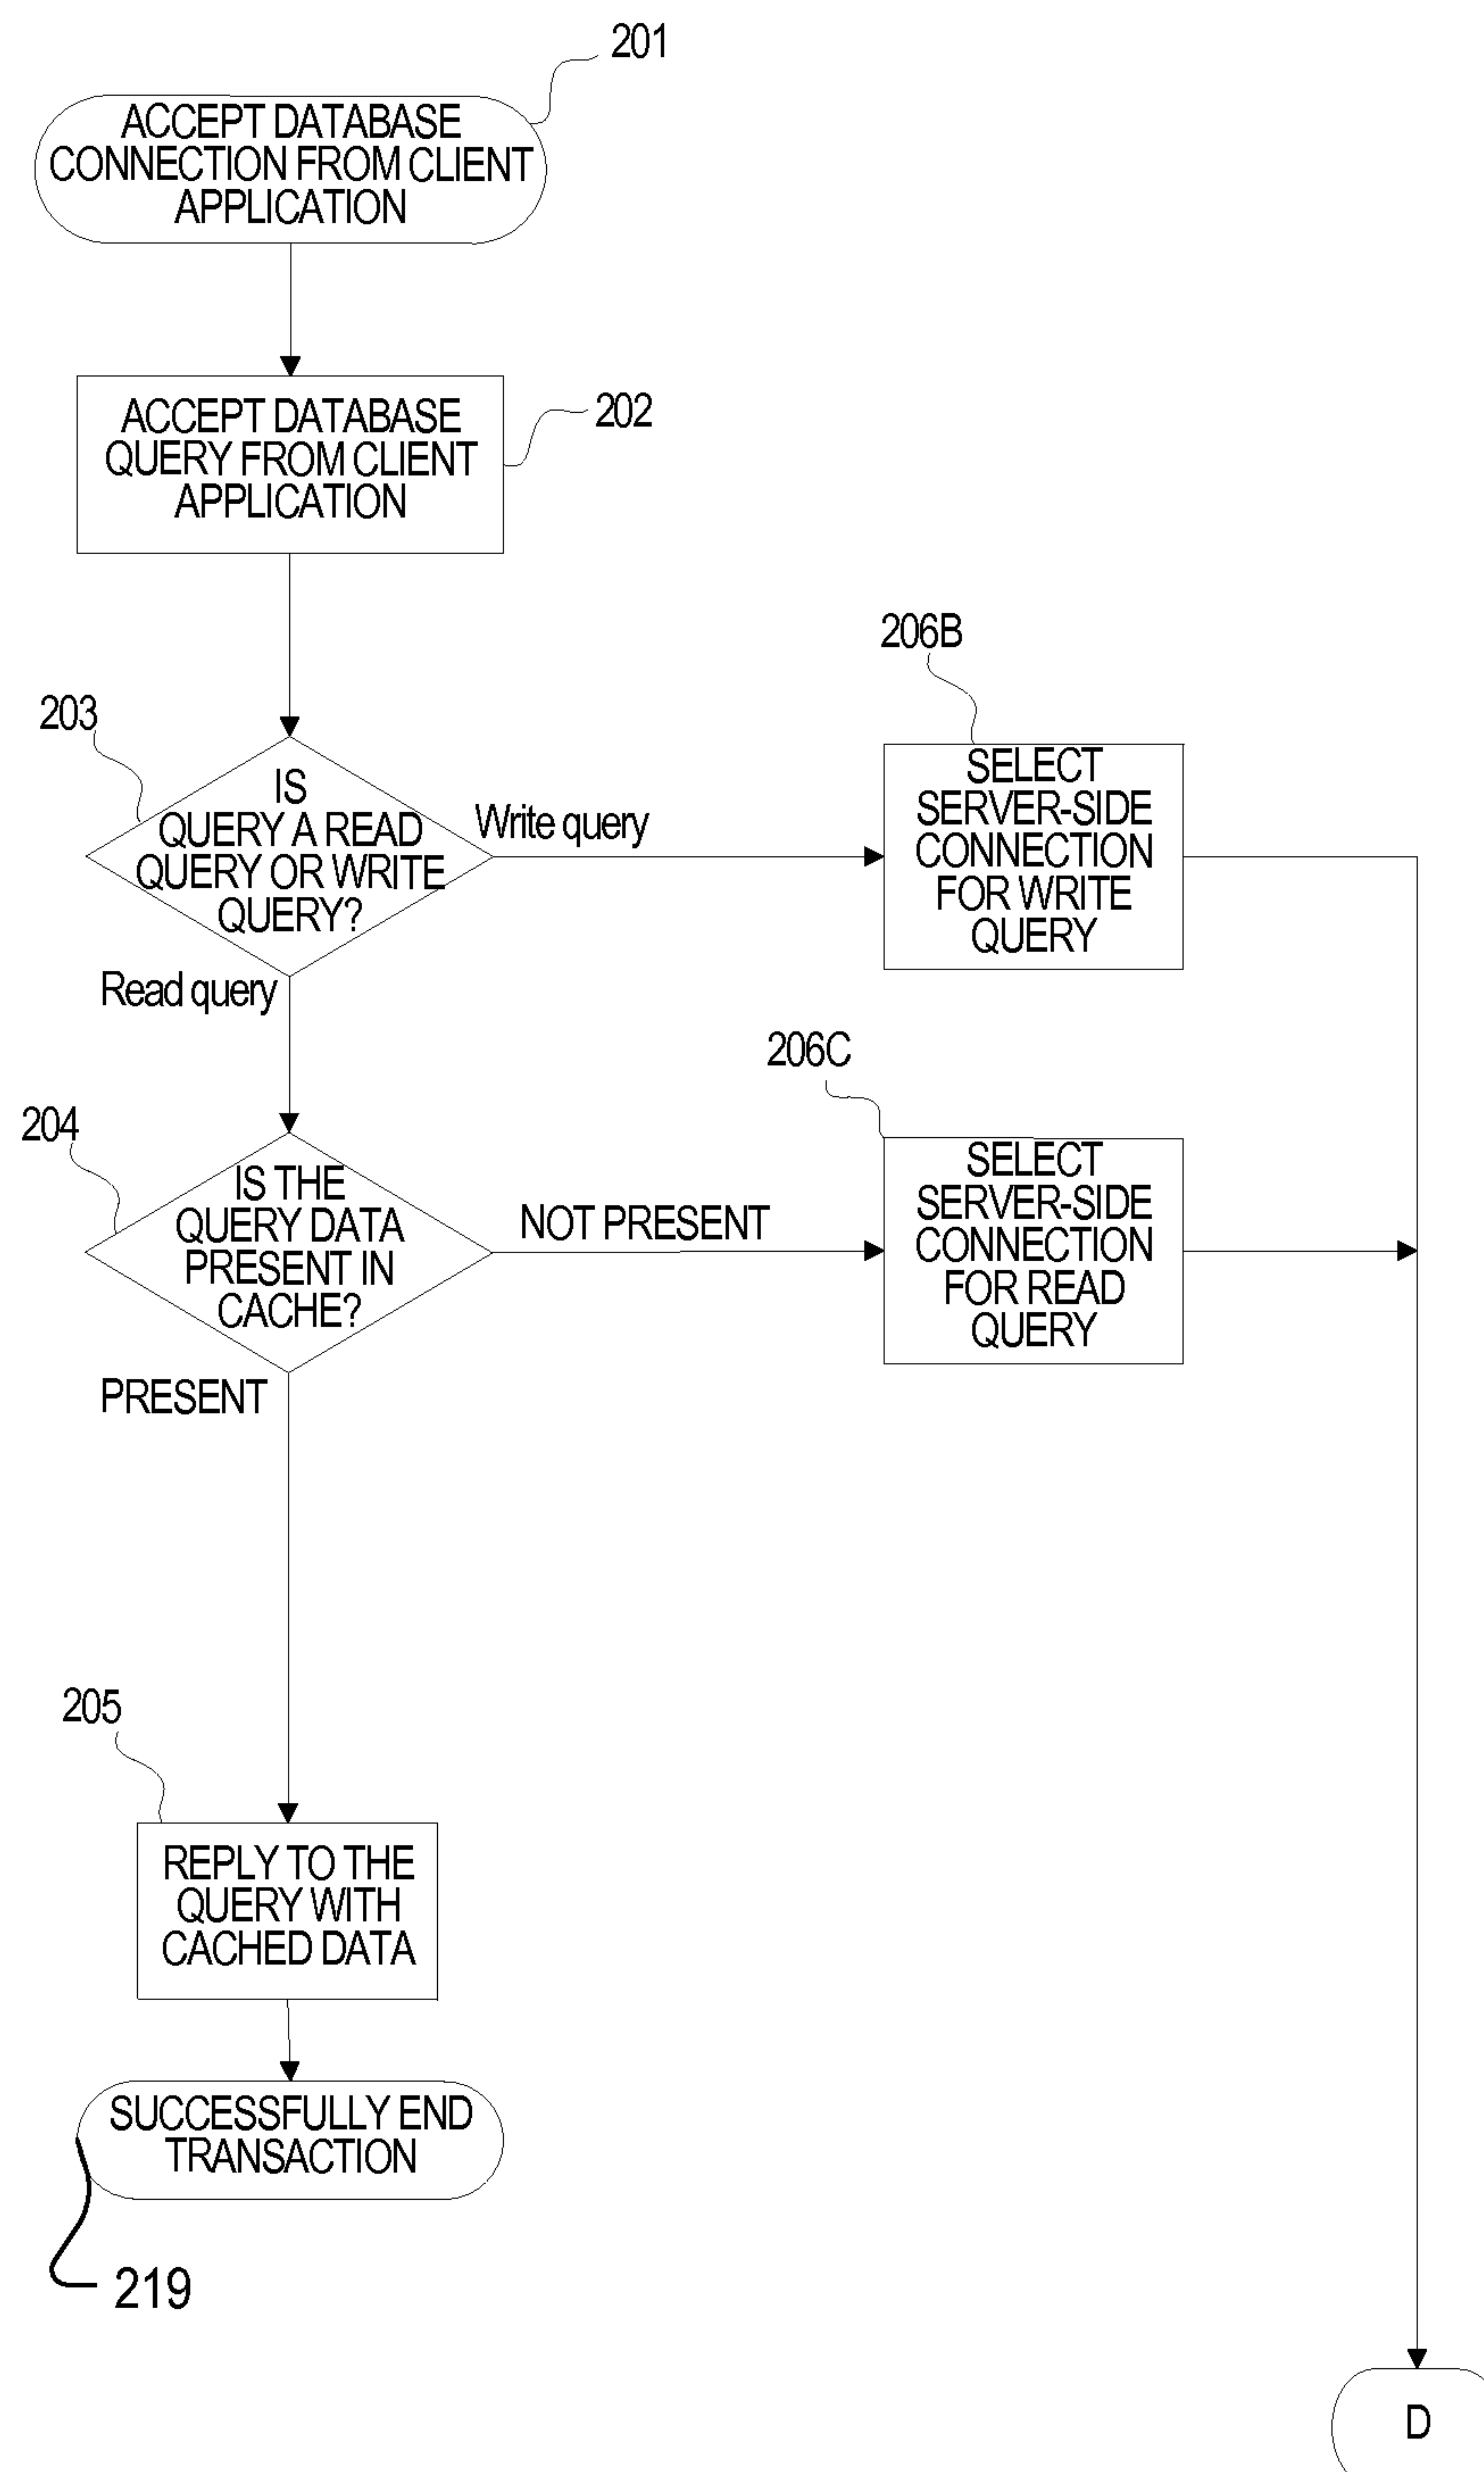 201
ACCEPT DATABASE
CONNECTION FROM CLIENT
APPLICATION
ACCEPT DATABASE
QUERY FROM CLIENT
APPLICATION
202
206B
203
IS
QUERY A READ
QUERY OR WRITE
QUERY?
Write query
SELECT
SERVER-SIDE
CONNECTION
FOR WRITE
QUERY
Read query
206C
204
IS THE
QUERY DATA
PRESENT IN
CACHE?
NOT PRESENT
SELECT
SERVER-SIDE
CONNECTION
FOR READ
QUERY
PRESENT
205
REPLY TO THE
QUERY WITH
CACHED DATA
SUCCESSFULLY END
TRANSACTION
219
D